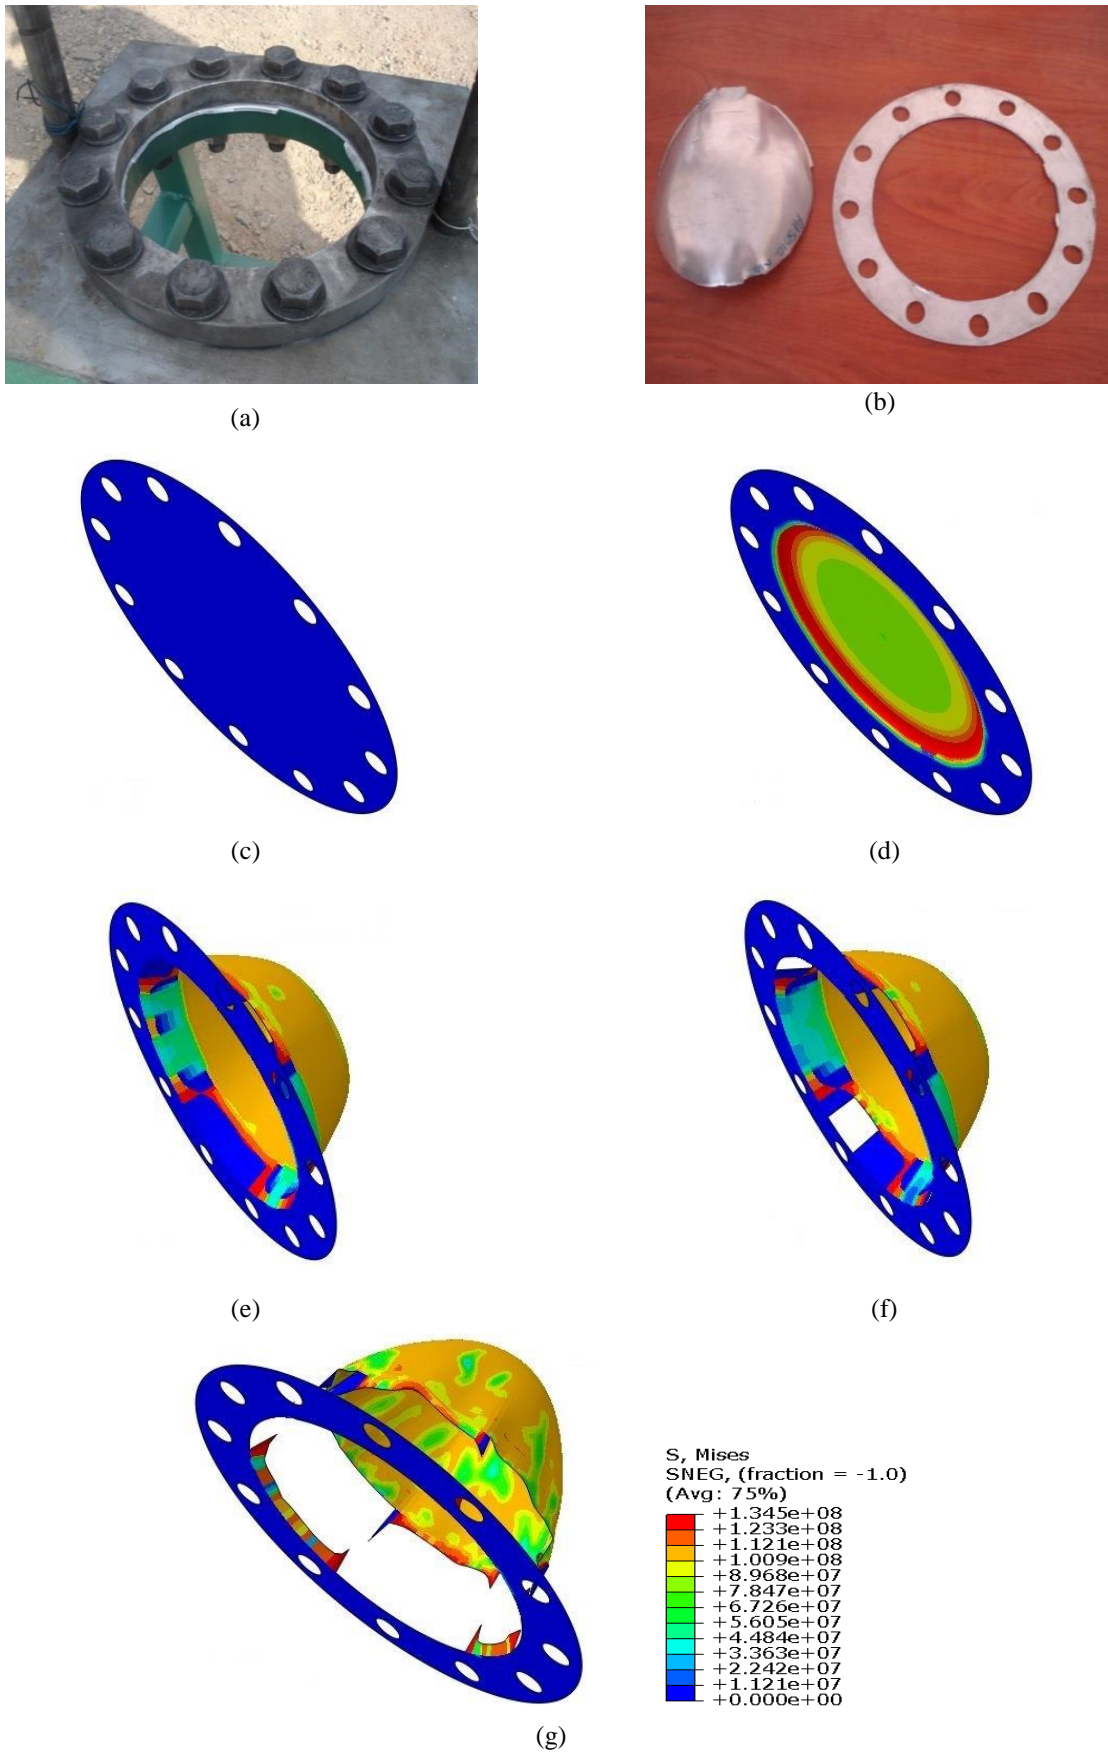 (a)
(b)
(c)
(d)
(e)
(f)
(g)
S, Mises
SNEG, (fraction = -1.0)
(Avg: 75%)
+1.345e+08
+1.233e+08
+1.121e+08
+1.009e+08
+8.968e+07
+7.847e+07
+6.726e+07
+5.605e+07
+4.484e+07
+3.363e+07
+2.242e+07
+1.121e+07
+0.000e+00